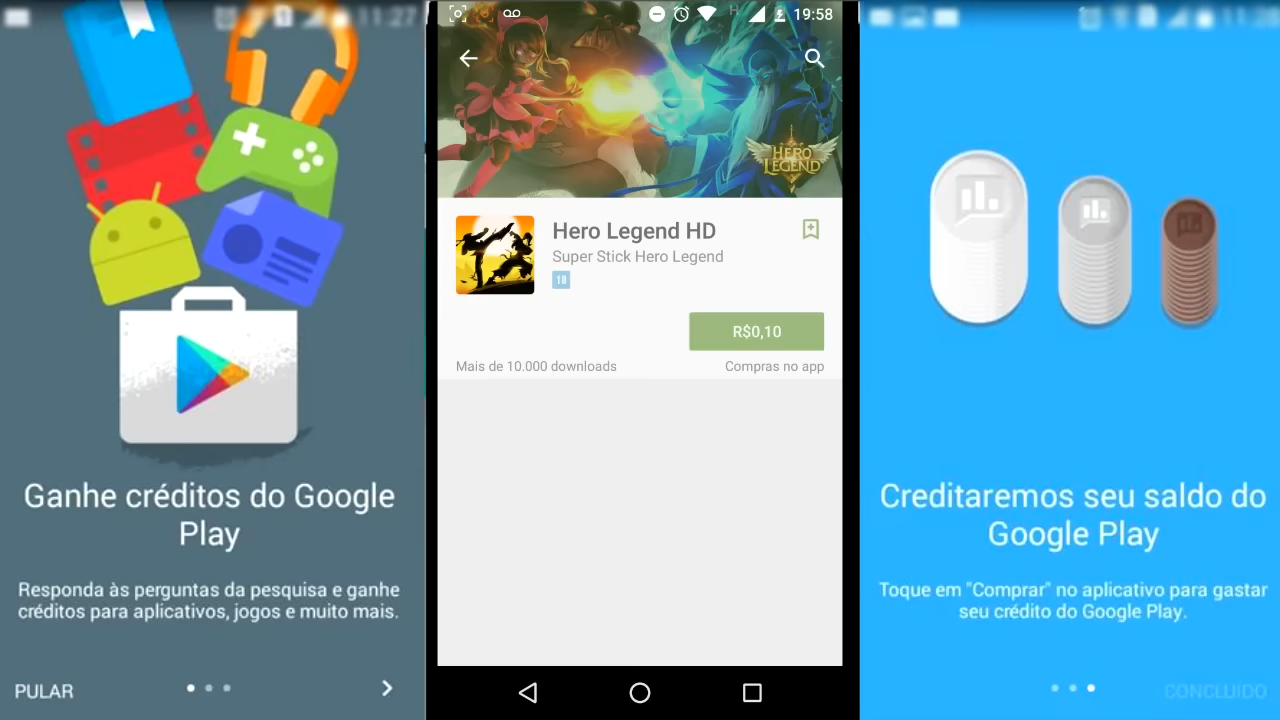 11:27
Ganhe créditos do Google
Play
Responda às perguntas da pesquisa e ganhe
créditos para aplicativos, jogos e muito mais.
PULAR
H
19:58
HERO
LEGEND
Hero Legend HD
Super Stick Hero Legend
18
R$0,10
Mais de 10.000 downloads
Compras no app
Creditaremos seu saldo do
Google Play
Toque em "Comprar" no aplicativo para gastar
seu crédito do Google Play.
CONCLUÍDO